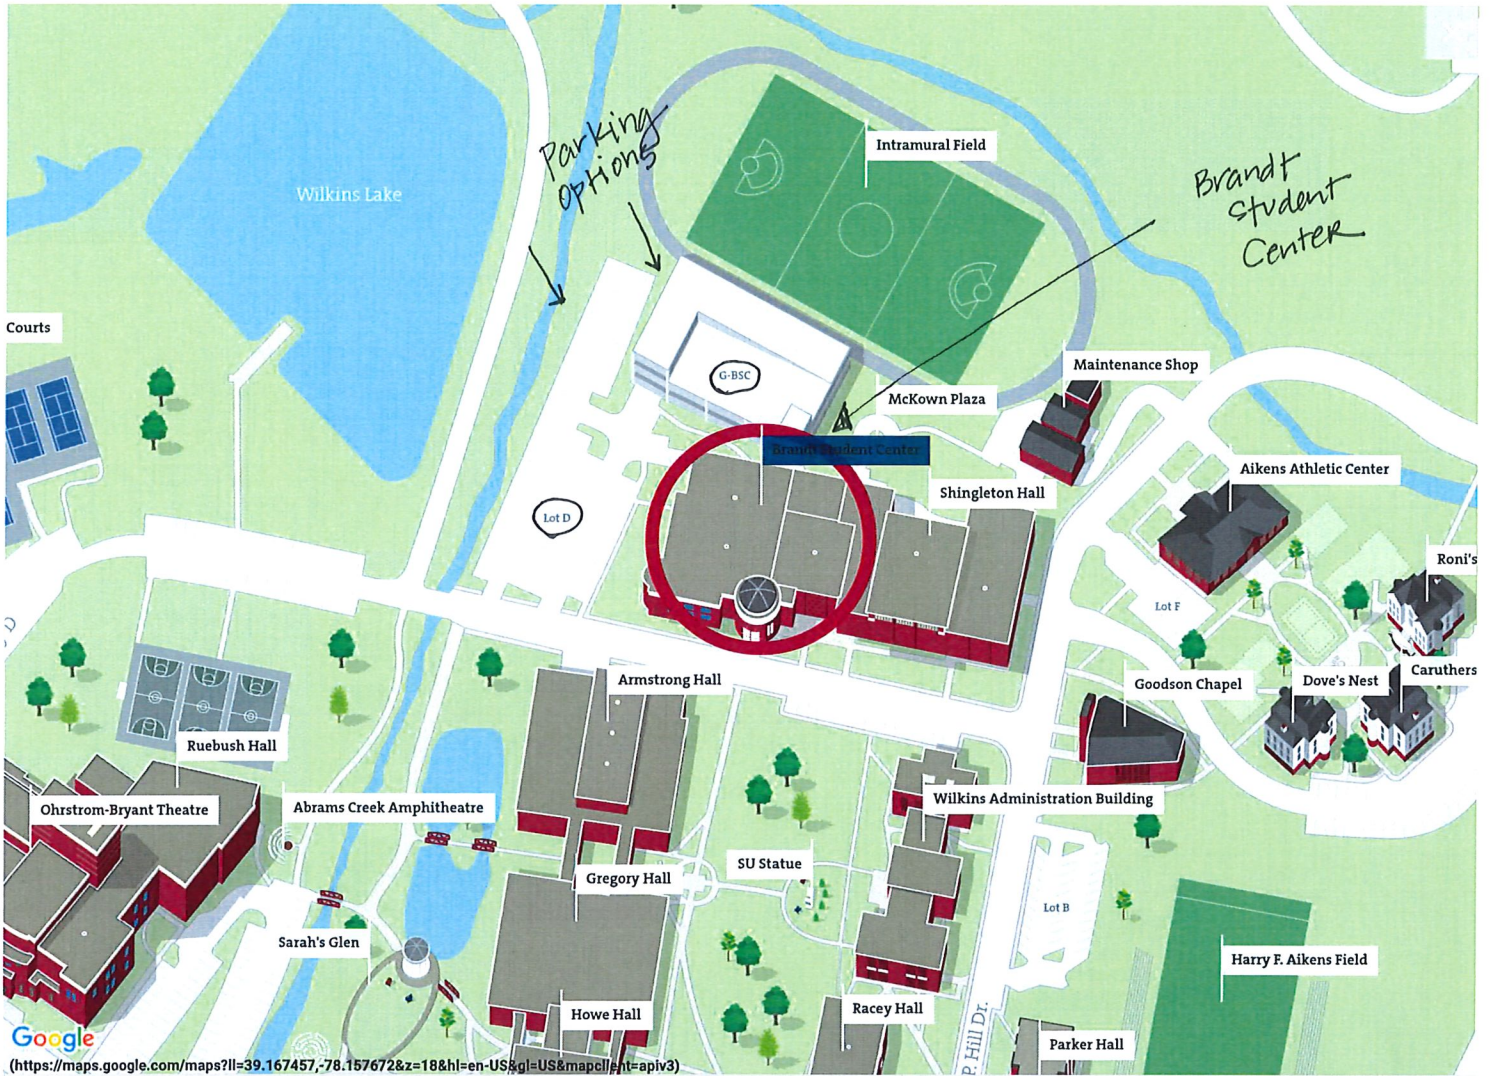 Parking
Options
Intramural Field
Brandt
Student
Center
Wilkins Lake
Courts
G-BSC
McKown Plaza
Maintenance Shop
Brandt Student Center
Aikens Athletic Center
Shingleton Hall
Lot D
Roni's
Lot F
D
Armstrong Hall
Goodson Chapel
Dove's Nest
Caruthers
Ruebush Hall
Ohrstrom-Bryant Theatre
Abrams Creek Amphitheatre
Wilkins Administration Building
SU Statue
Gregory Hall
Lot B
Sarah's Glen
Harry F. Aikens Field
Howe Hall
Racey Hall
P. Hill Dr.
Parker Hall
Google
(https://maps.google.com/maps?ll=39.167457,-78.157672&z=18&hl=en-US&gl=US&mapclient=apiv3)